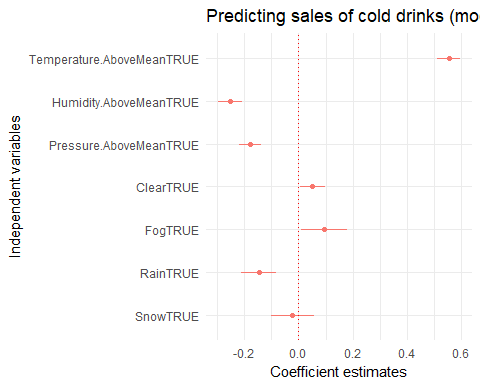 Predicting sales of cold drinks (mo
Temperature.AboveMeanTRUE
Humidity.AboveMeanTRUE
Pressure.AboveMeanTRUE
ClearTRUE
FogTRUE
RainTRUE
SnowTRUE
Independent variables
-0.2 0.0 0.2 0.4 0.6
Coefficient estimates